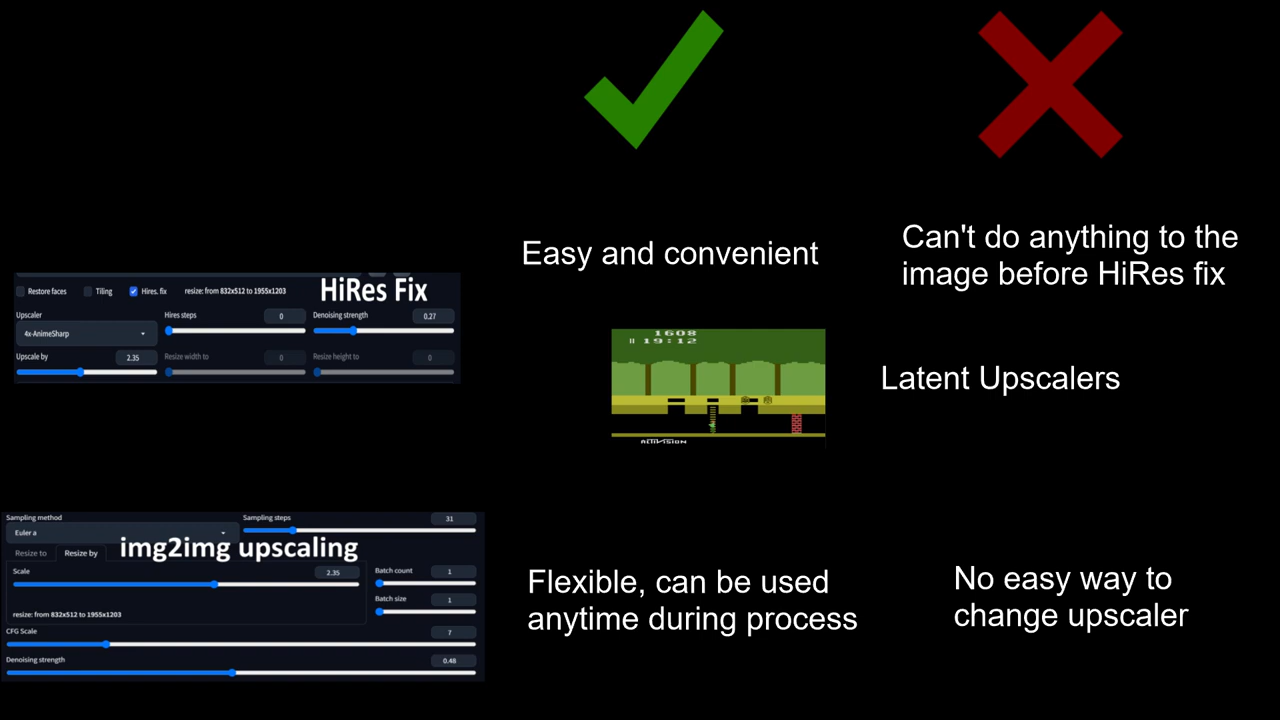 Easy and convenient
Can't do anything to the
image before HiRes fix
Restore faces
Tiling
Hires. fix
resize: from 832x512 to 1955x1203
HiRes Fix
Upscaler
Hires steps
0
Denoising strength
0.27
4x-AnimeSharp
Upscale by
2.35
Resize width to
0
Resize height to
0
1608
19:12
ACTIVISION
Latent Upscalers
Sampling method
Sampling steps
31
Euler a
img2img upscaling
Resize to
Resize by
Scale
2.35
Batch count
1
Batch size
1
resize: from 832x512 to 1955x1203
CFG Scale
7
Denoising strength
0.48
Flexible, can be used
anytime during process
No easy way to
change upscaler